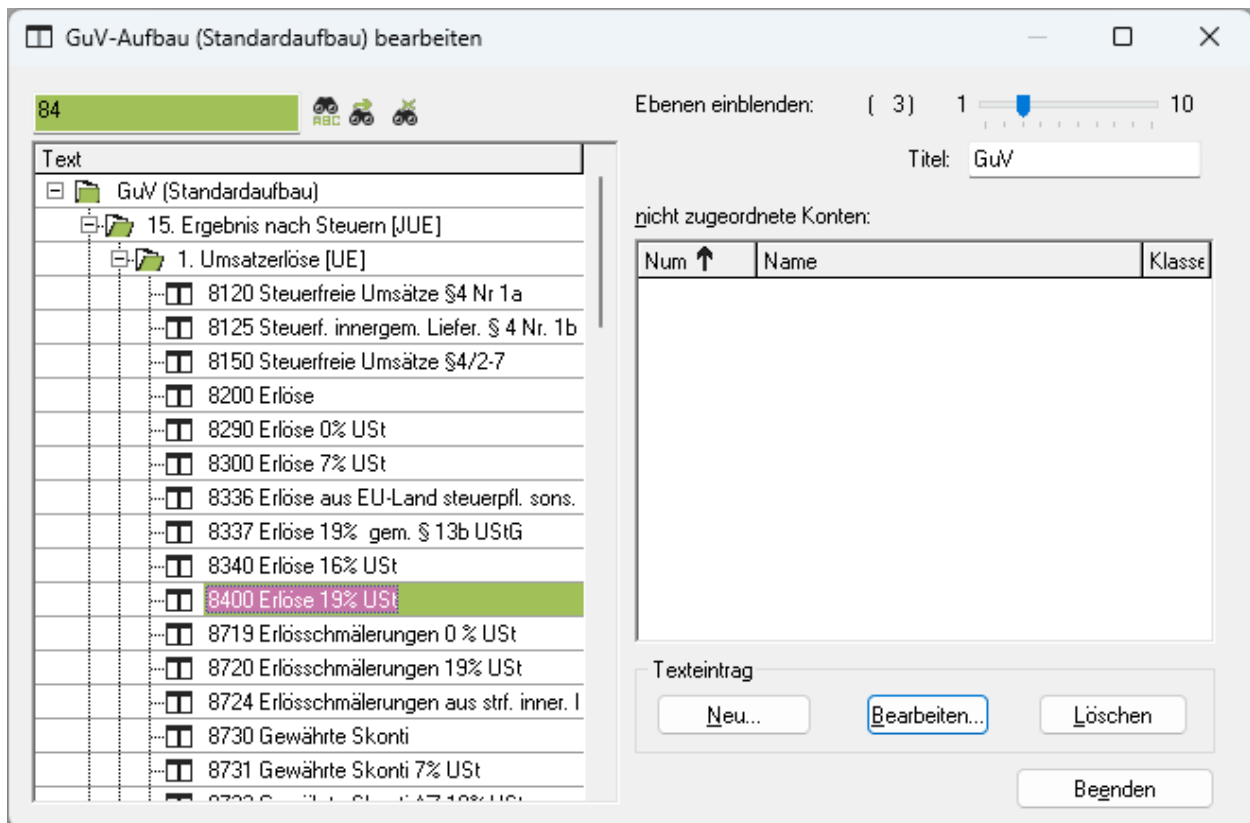 GuV-Aufbau (Standardaufbau) bearbeiten
84
ABC
Ebenen einblenden: ( 3) 1 10
Titel: GuV
Text
GuV (Standardaufbau)
15. Ergebnis nach Steuern [JUE]
1. Umsatzerlöse [UE]
8120 Steuerfreie Umsätze §4 Nr 1a
8125 Steuerf. innergem. Liefer. § 4 Nr. 1b
8150 Steuerfreie Umsätze §4/2-7
8200 Erlöse
8290 Erlöse 0% USt
8300 Erlöse 7% USt
8336 Erlöse aus EU-Land steuerpfl. sons.
8337 Erlöse 19% gem. § 13b UStG
8340 Erlöse 16% USt
8400 Erlöse 19% USt
8719 Erlösschmälerungen 0 % USt
8720 Erlösschmälerungen 19% USt
8724 Erlösschmälerungen aus strf. inner. l
8730 Gewährte Skonti
8731 Gewährte Skonti 7% USt
nicht zugeordnete Konten:
Num Name Klasse
Texteintrag
Neu... Bearbeiten... Löschen
Beenden